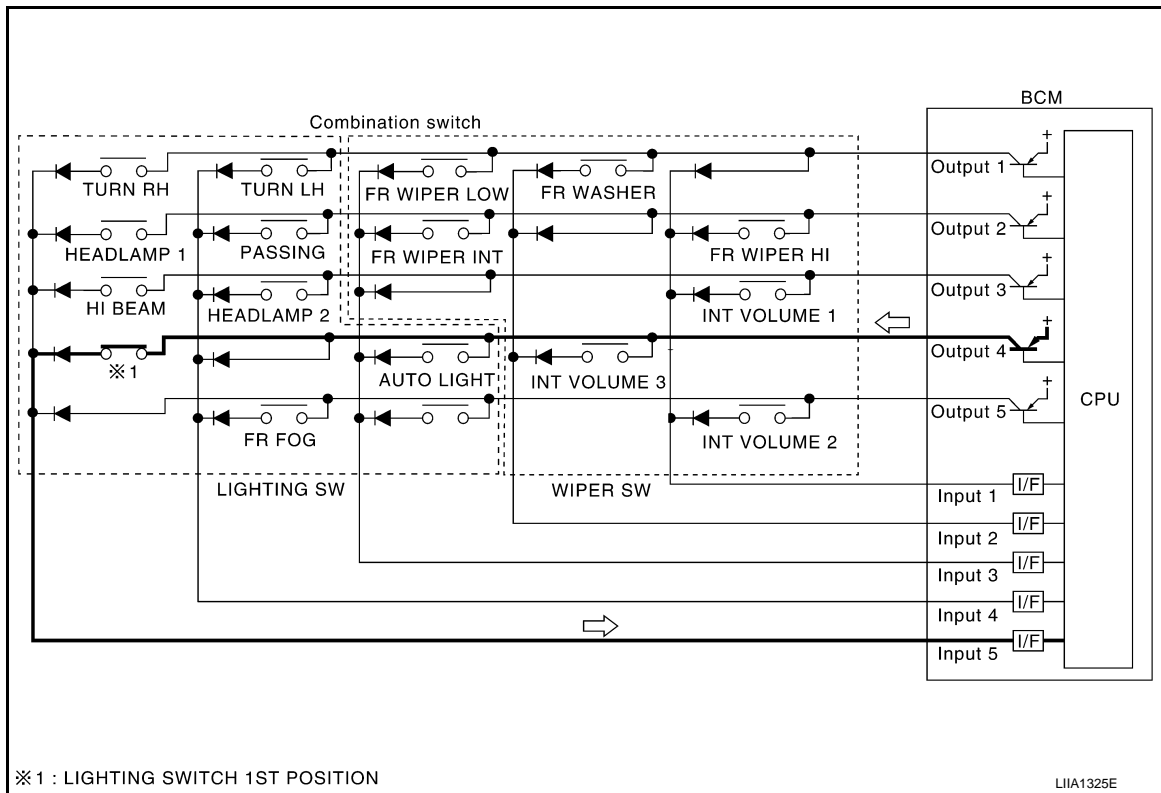 BCM
Combination switch
+
Output 1
TURN RH
TURN LH
FR WIPER LOW
FR WASHER
+
Output 2
HEADLAMP 1
PASSING
FR WIPER INT
FR WIPER HI
+
Output 3
HI BEAM
HEADLAMP 2
INT VOLUME 1
+
Output 4
※1
AUTO LIGHT
INT VOLUME 3
+
CPU
Output 5
FR FOG
INT VOLUME 2
LIGHTING SW
WIPER SW
Input 1
I/F
Input 2
I/F
Input 3
I/F
Input 4
I/F
Input 5
I/F
※1 : LIGHTING SWITCH 1ST POSITION
LIIA1325E